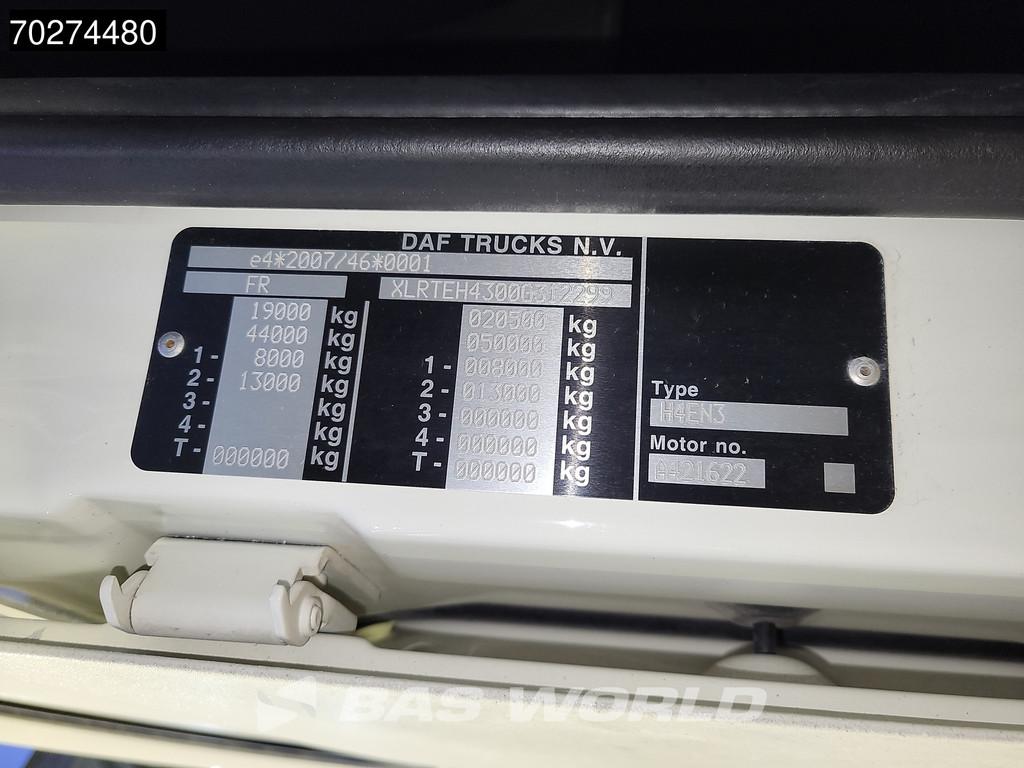 70274480
DAF TRUCKS N.V.
e4*2007/46*0001
FR XLRTEH4300G312299
19000 kg
44000 kg
1- 8000 kg
2- 13000 kg
3- kg
4- kg
T- 000000 kg
020500 kg
050000 kg
1- 008000 kg
2- 013000 kg
3- 000000 kg
4- 000000 kg
T- 000000 kg
Type
H4EN3
Motor no.
A421622
BAS WORLD